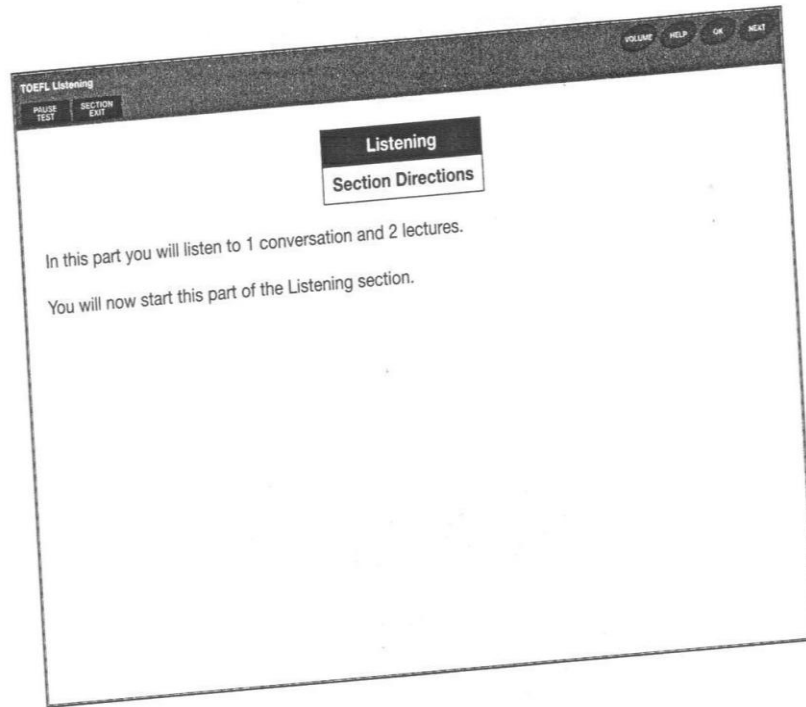 VOLUME HELP OK NEXT
TOEFL Listening
PAUSE TEST SECTION EXIT
Listening
Section Directions
In this part you will listen to 1 conversation and 2 lectures.
You will now start this part of the Listening section.